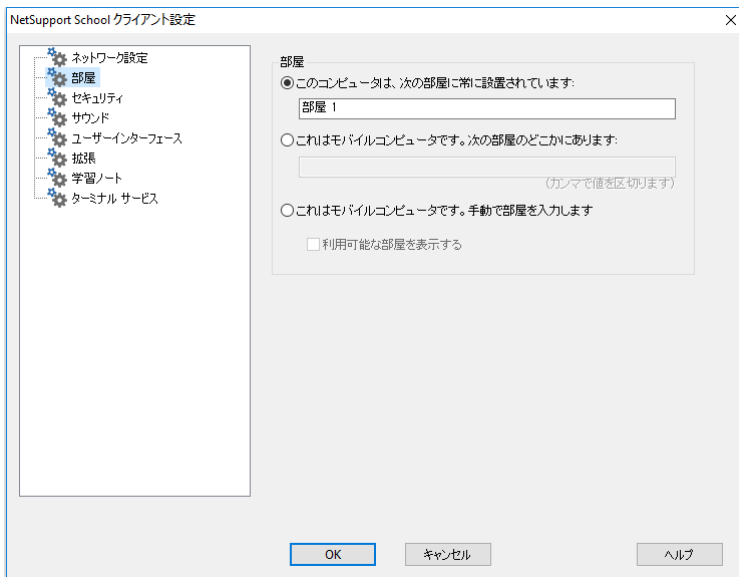 NetSupport School クライアント設定
ネットワーク設定
部屋
セキュリティ
サウンド
ユーザーインターフェース
拡張
学習ノート
ターミナル サービス
部屋
このコンピュータは、次の部屋に常に設置されています:
部屋 1
これはモバイルコンピュータです。次の部屋のどこかにあります:
(カンマで値を区切ります)
これはモバイルコンピュータです。手動で部屋を入力します
利用可能な部屋を表示する
OK
キャンセル
ヘルプ